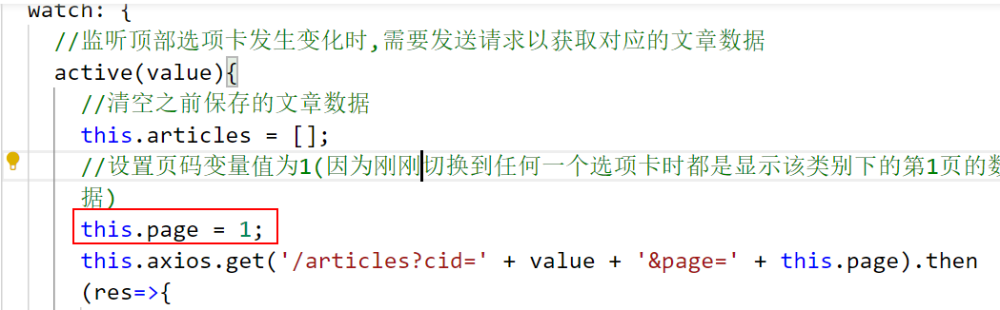 watch: {
//监听顶部选项卡发生变化时,需要发送请求以获取对应的文章数据
active(value){
//清空之前保存的文章数据
this.articles = [];
//设置页码变量值为1(因为刚刚切换到任何一个选项卡时都是显示该类别下的第1页的数
据)
this.page = 1;
this.axios.get('/articles?cid=' + value + '&page=' + this.page).then
(res=>{